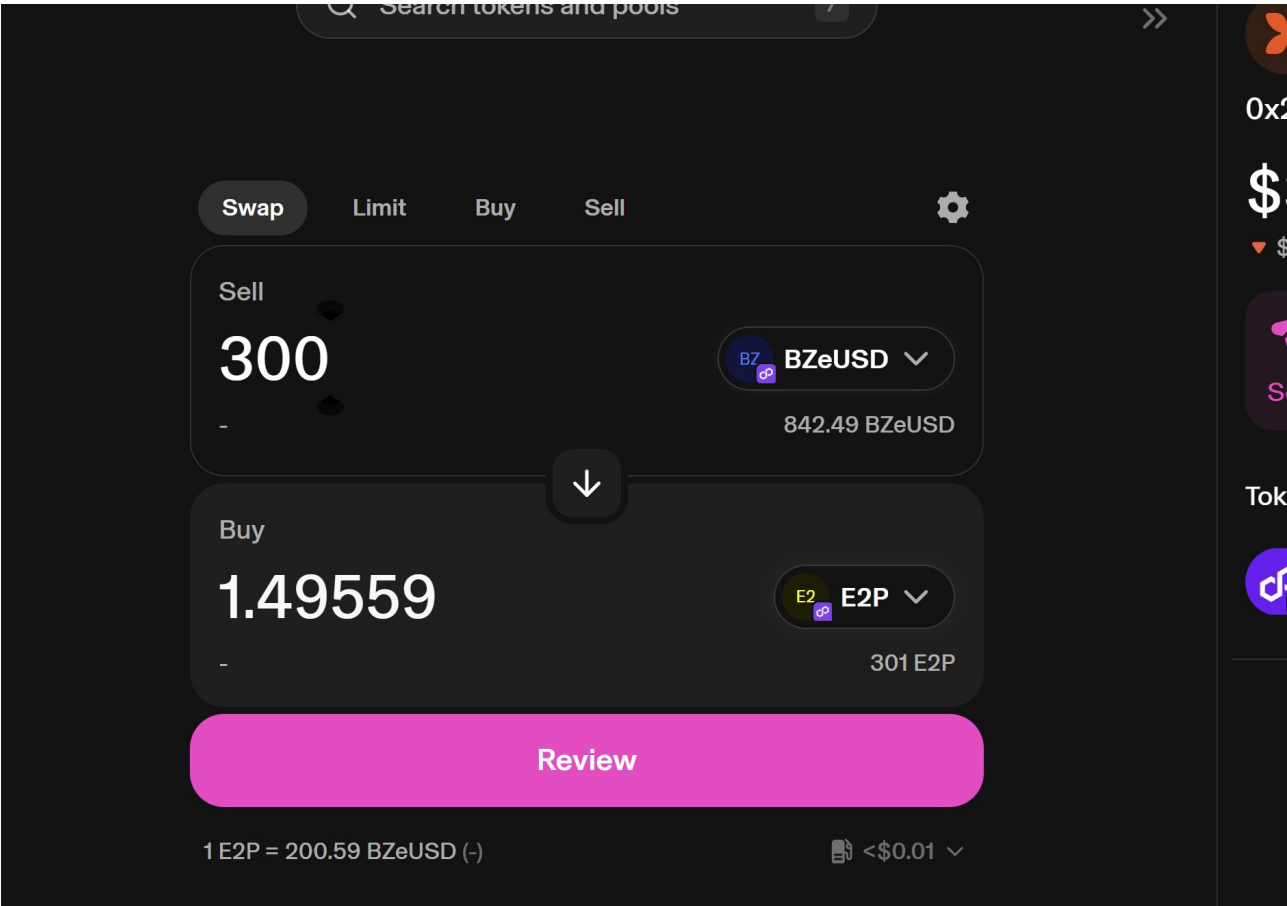 Search tokens and pools
/
0x2
Swap Limit Buy Sell
$
$
Sell
300
BZ BZeUSD
-
842.49 BZeUSD
Buy
1.49559
E2 E2P
-
301 E2P
Tok
Review
1 E2P = 200.59 BZeUSD (-)
<$0.01